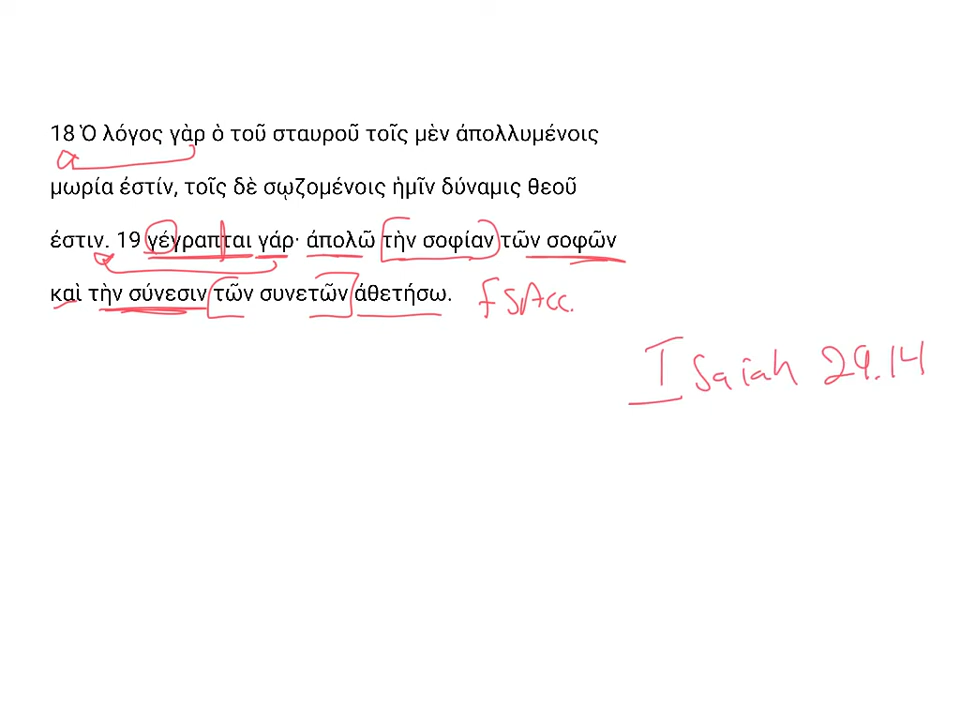 18 Ὁ λόγος γὰρ ὁ τοῦ σταυροῦ τοῖς μὲν ἀπολλυμένοις
μωρία ἐστίν, τοῖς δὲ σῳζομένοις ἡμῖν δύναμις θεοῦ
ἐστιν. 19 γέγραπται γάρ· ἀπολῶ τὴν σοφίαν τῶν σοφῶν
καὶ τὴν σύνεσιν τῶν συνετῶν ἀθετήσω. FSAcc.
Isaiah 29.14